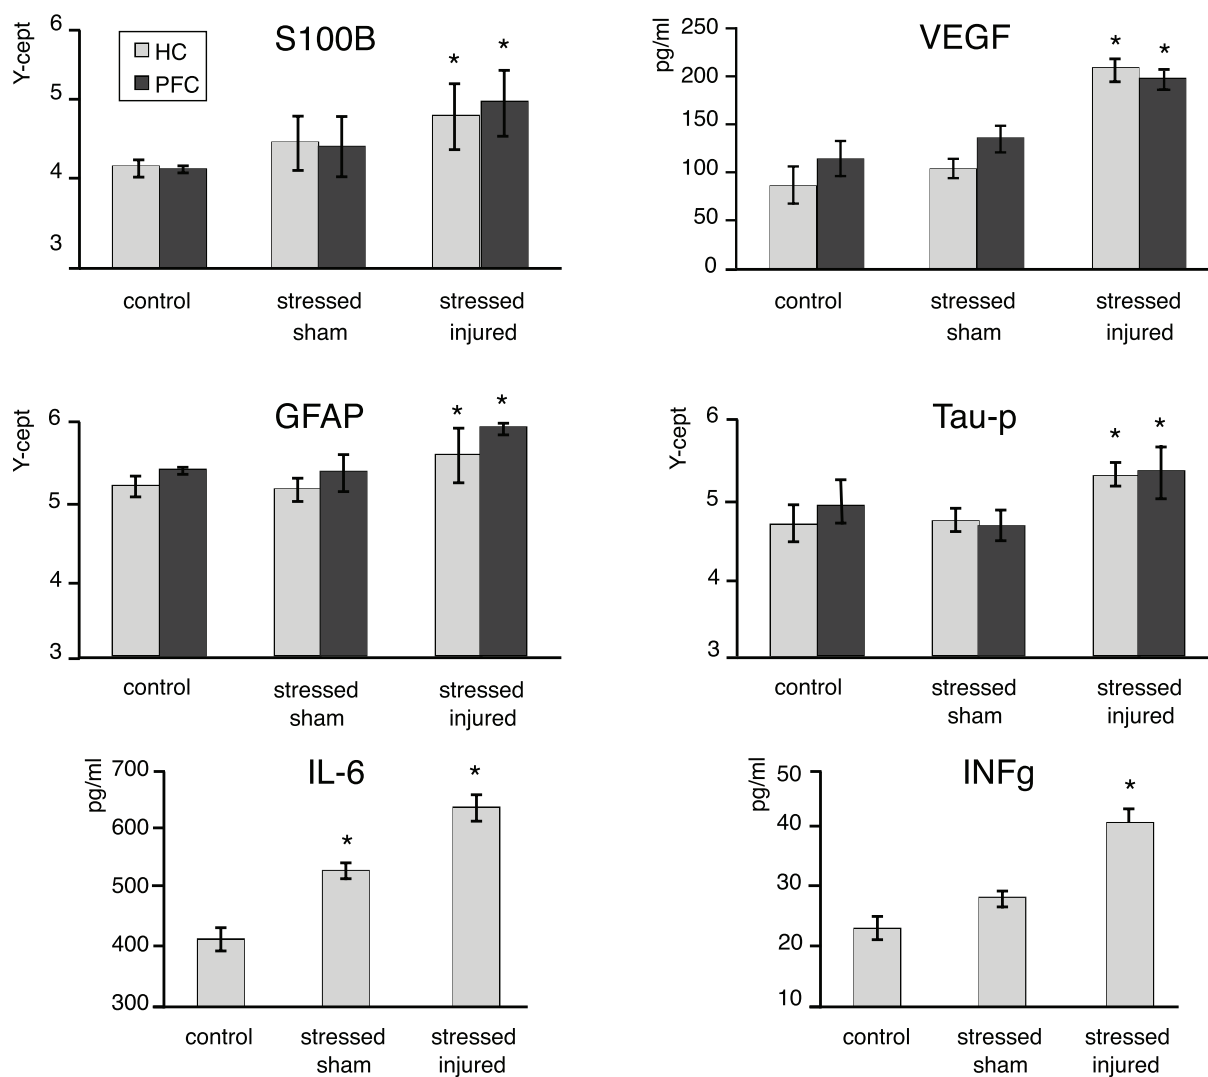 S100B
Y-cept
6
5
4
3
HC
PFC
*
*
control
stressed
sham
stressed
injured
VEGF
pg/ml
250
200
150
100
50
0
*
*
control
stressed
sham
stressed
injured
GFAP
Y-cept
6
5
4
3
*
*
control
stressed
sham
stressed
injured
Tau-p
Y-cept
6
5
4
3
*
*
control
stressed
sham
stressed
injured
IL-6
pg/ml
700
600
500
400
300
*
*
control
stressed
sham
stressed
injured
INFg
pg/ml
50
40
30
20
10
*
control
stressed
sham
stressed
injured